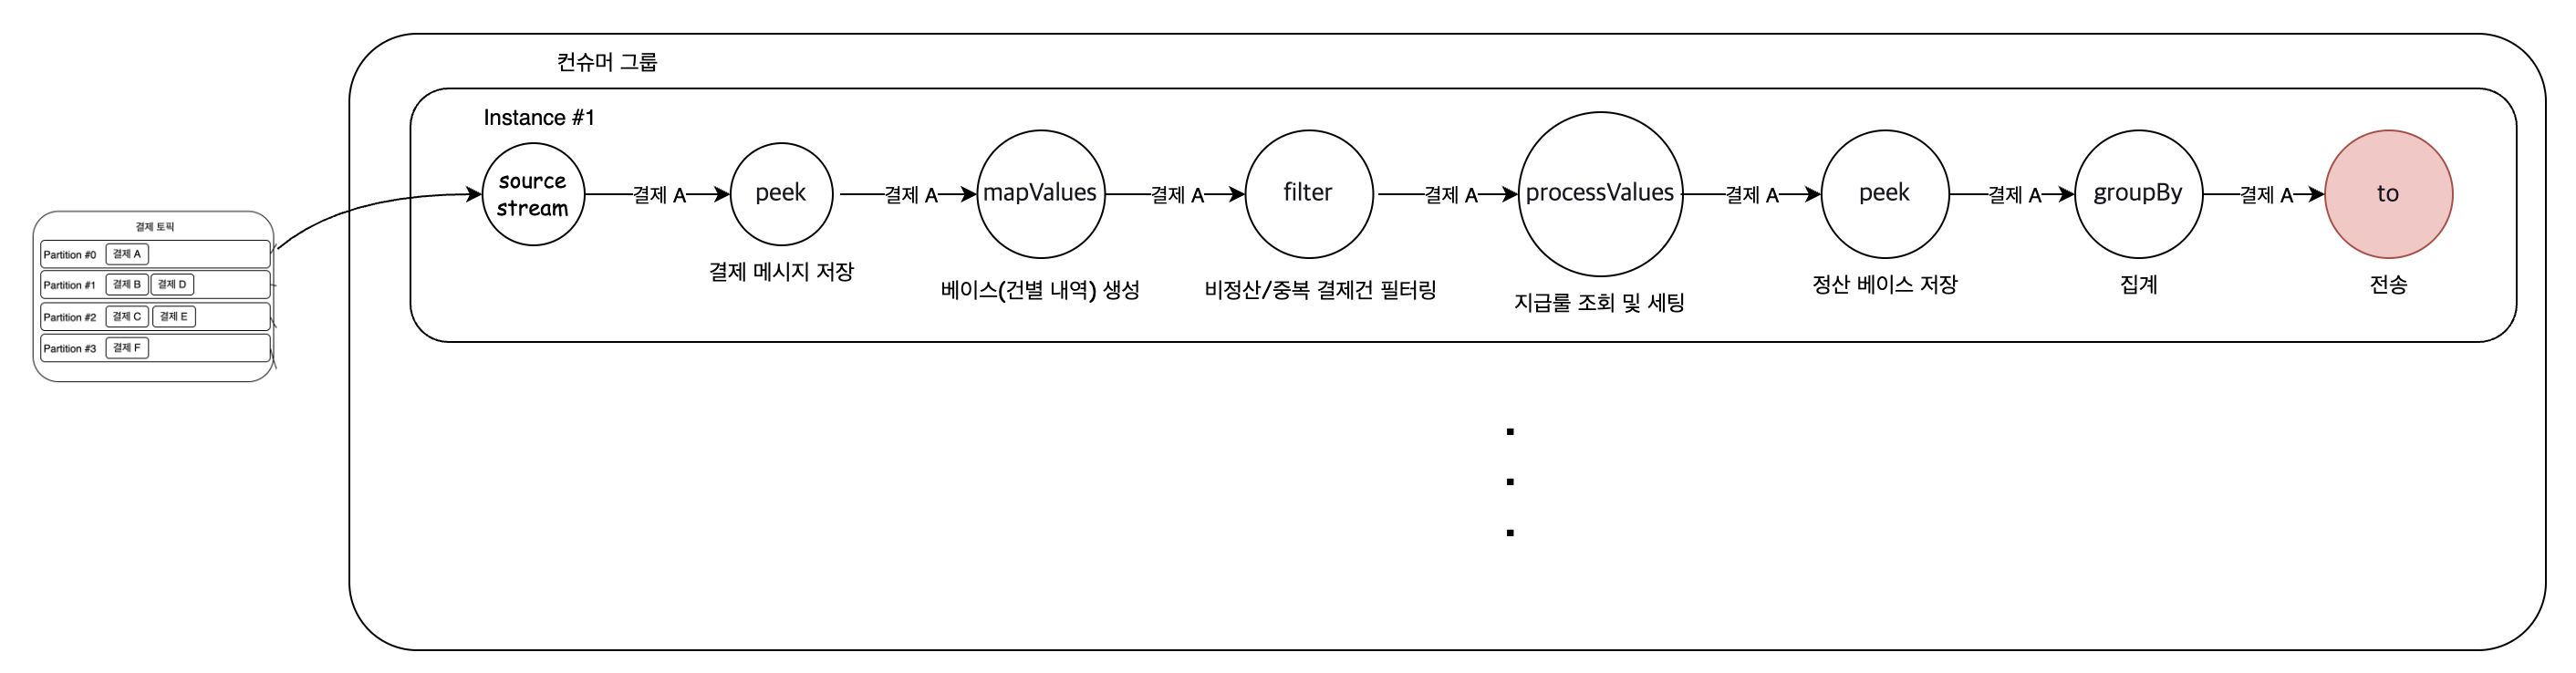 컨슈머 그룹
Instance #1
source
stream
결제 A
peek
결제 A
mapValues
결제 A
filter
결제 A
processValues
결제 A
peek
결제 A
groupBy
결제 A
to
결제 메시지 저장
베이스(건별 내역) 생성
비정산/중복 결제건 필터링
지급룰 조회 및 세팅
정산 베이스 저장
집계
전송
결제 토픽
Partition #0 결제 A
Partition #1 결제 B 결제 D
Partition #2 결제 C 결제 E
Partition #3 결제 F